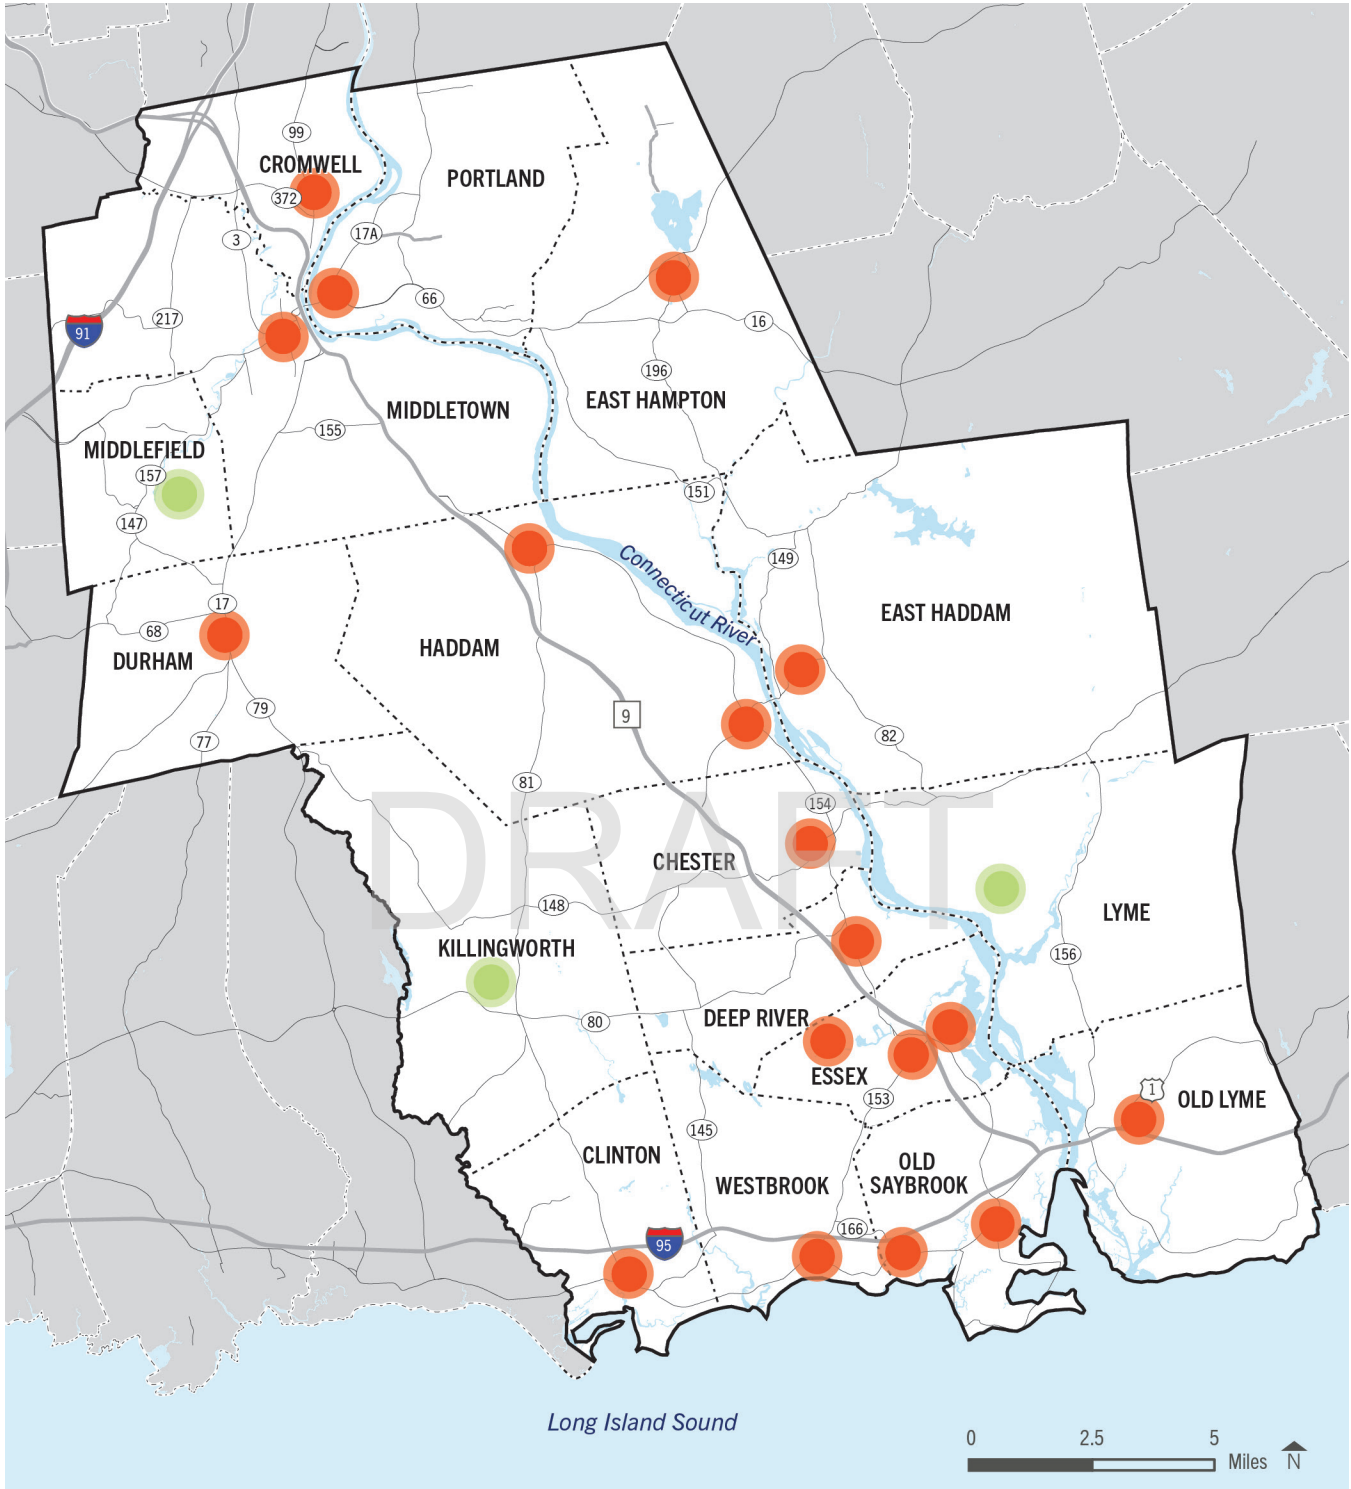 99
CROMWELL
PORTLAND
372
17A
3
66
217
16
91
196
EAST HAMPTON
MIDDLETOWN
155
MIDDLEFIELD
157
151
147
Connecticut River
149
17
EAST HADDAM
68
HADDAM
DURHAM
79
9
82
77
81
154
DRAFT
CHESTER
148
LYME
KILLINGWORTH
156
DEEP RIVER
80
ESSEX
1
153
OLD LYME
145
CLINTON
OLD
SAYBROOK
WESTBROOK
166
95
Long Island Sound
0 2.5 5
Miles N